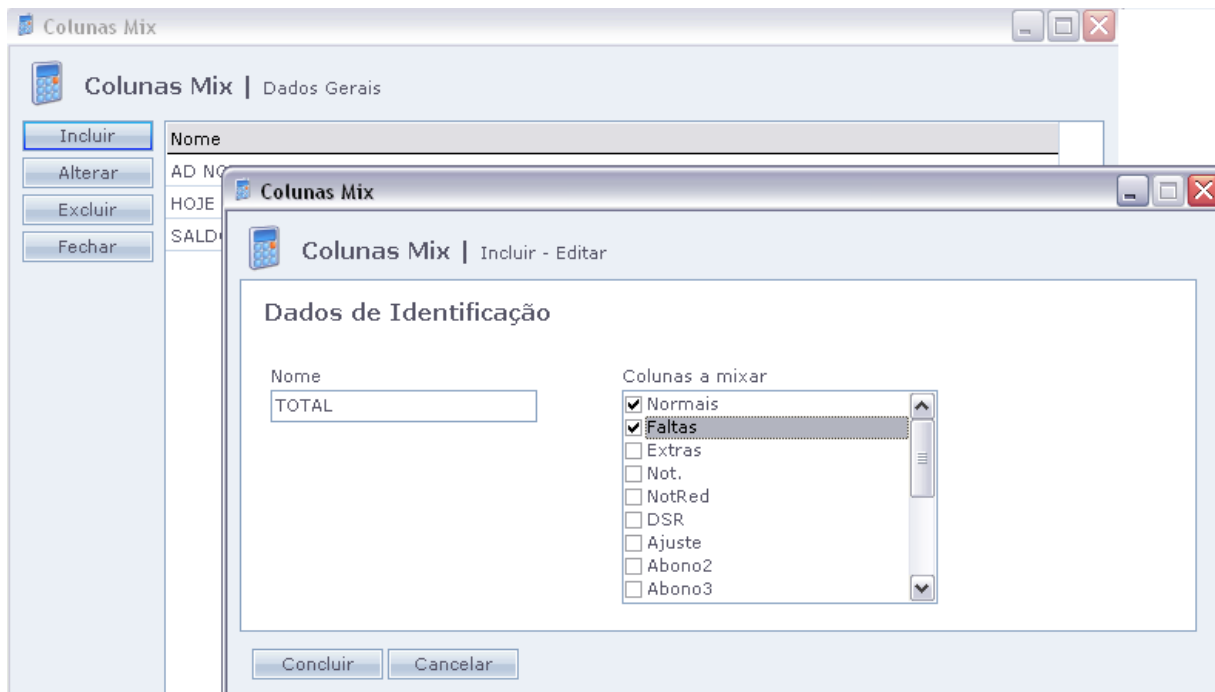 Colunas Mix
Colunas Mix | Dados Gerais
Incluir
Alterar
Excluir
Fechar
Nome
AD
HOJE
Colunas Mix
Colunas Mix | Incluir - Editar
Dados de Identificação
Nome
TOTAL
Colunas a mixar
Normais
Faltas
Extras
Not.
NotRed
DSR
Ajuste
Abono2
Abono3
Concluir
Cancelar